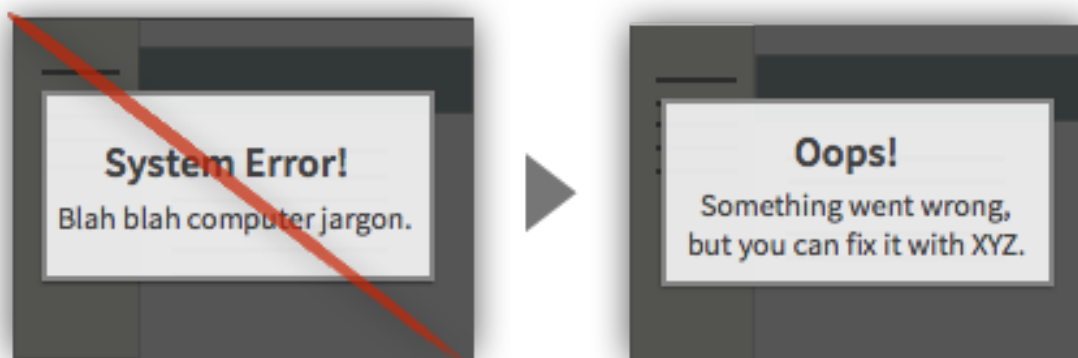 System Error!
Blah blah computer jargon.
Oops!
Something went wrong,
but you can fix it with XYZ.